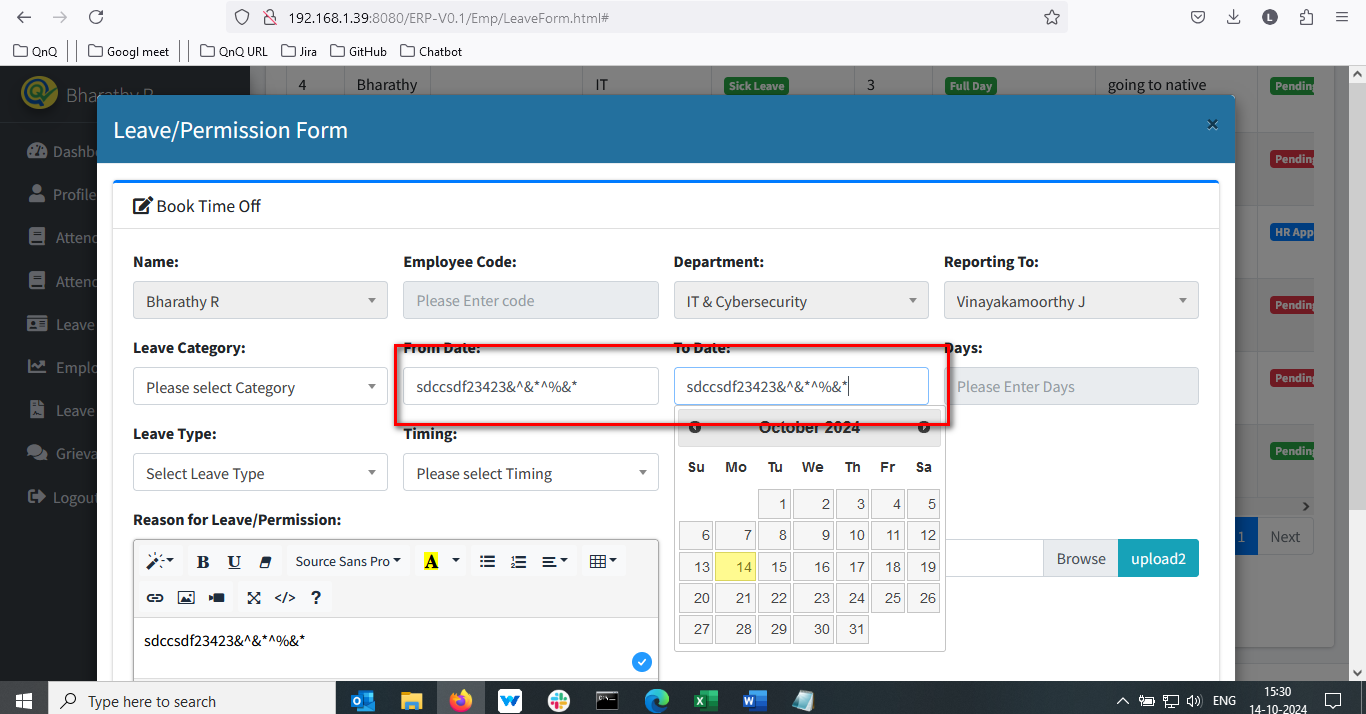 192.168.1.39:8080/ERP-V0.1/Emp/LeaveForm.html#
L
QnQ
Googl meet
QnQ URL
Jira
GitHub
Chatbot
Bharathy R
4 Bharathy IT Sick Leave 3 Full Day going to native Pending
Leave/Permission Form
×
Dashb
Book Time Off
Profile
Attend
Attend
Leave
Emplo
Leave
Grieva
Logout
Pending
HR App
Pending
Pending
Pending
1 Next
Name: Employee Code: Department: Reporting To:
Bharathy R Please Enter code IT & Cybersecurity Vinayakamoorthy J
Leave Category: From Date: To Date: Days:
Please select Category sdccsdf23423&^&*^%&* sdccsdf23423&^&*^%&* Please Enter Days
Leave Type: Timing:
Select Leave Type Please select Timing
October 2024
Su Mo Tu We Th Fr Sa
1 2 3 4 5
6 7 8 9 10 11 12
13 14 15 16 17 18 19
20 21 22 23 24 25 26
27 28 29 30 31
Reason for Leave/Permission:
B U Source Sans Pro A
</> ?
sdccsdf23423&^&*^%&*
Browse upload2
Type here to search
ENG
15:30
14-10-2024